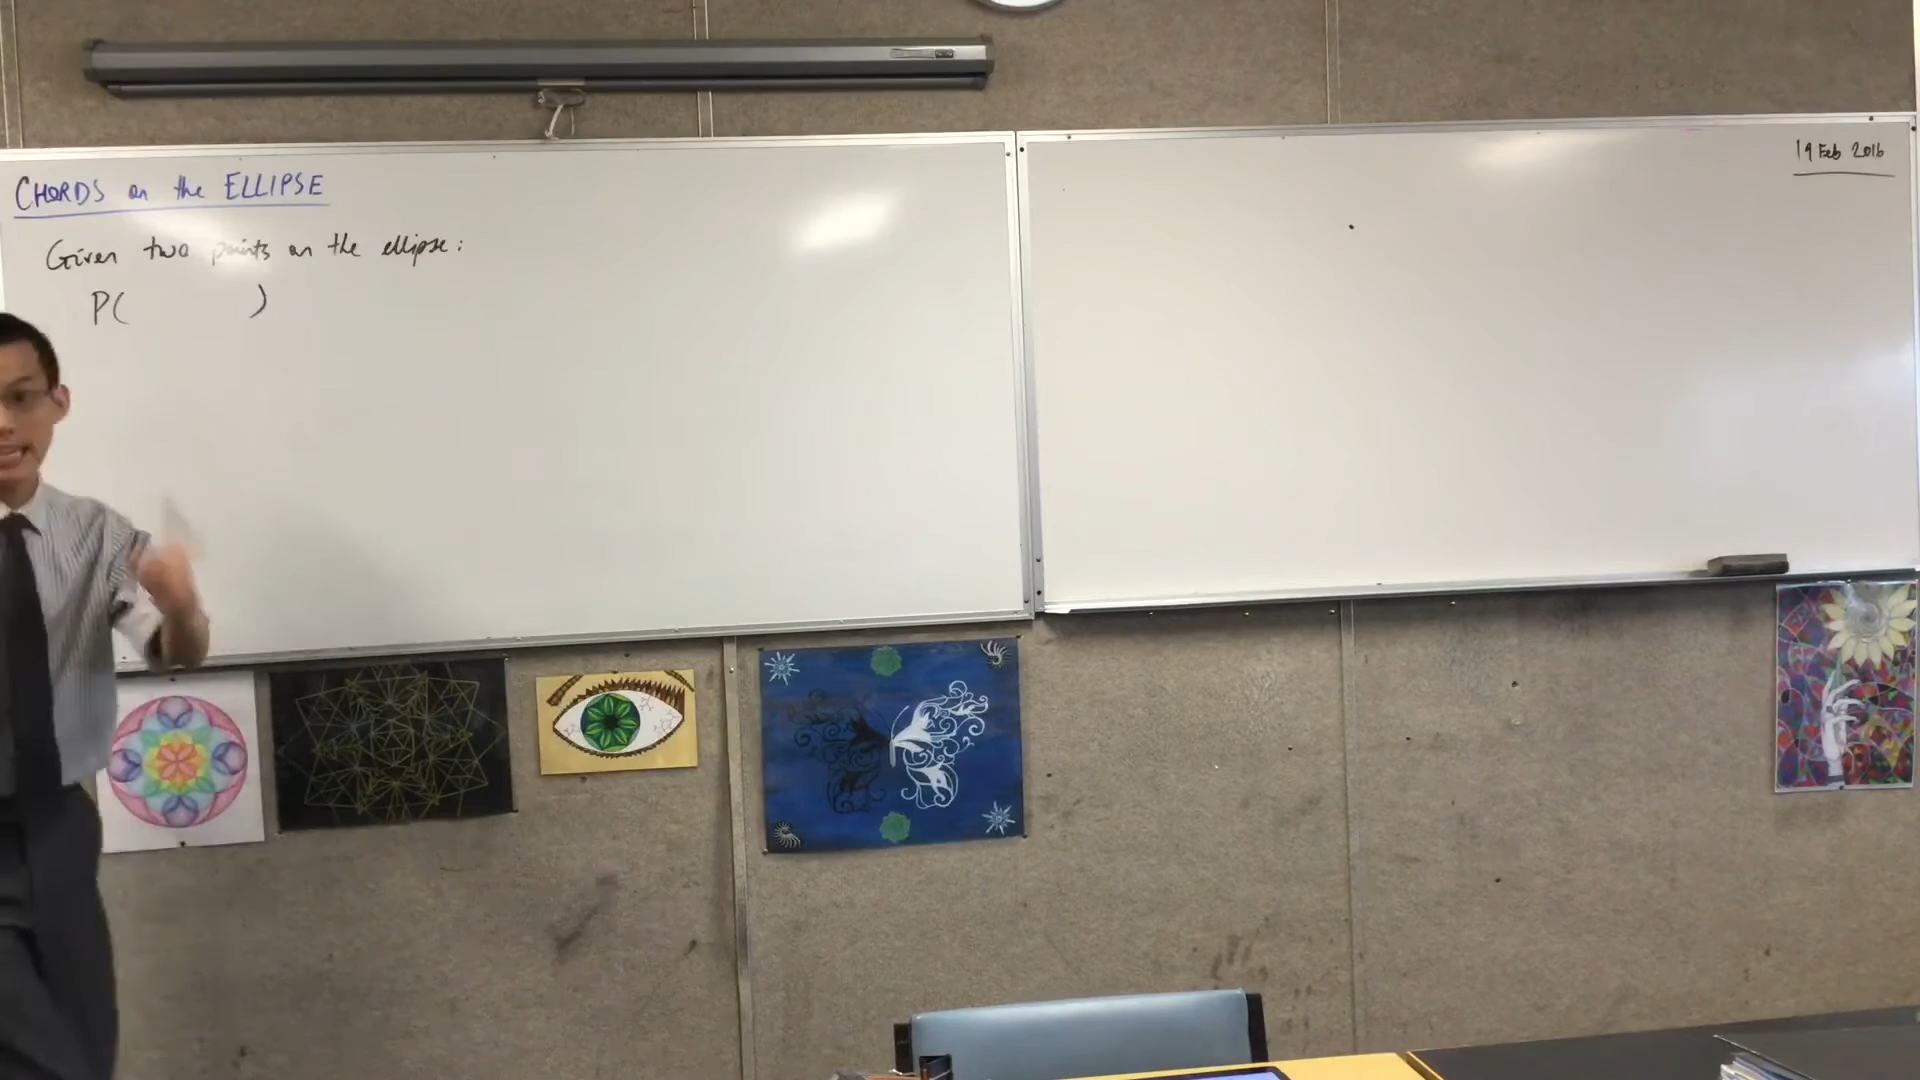 CHORDS on the ELLIPSE
Given two points on the ellipse:
P( )
19 Feb 2016